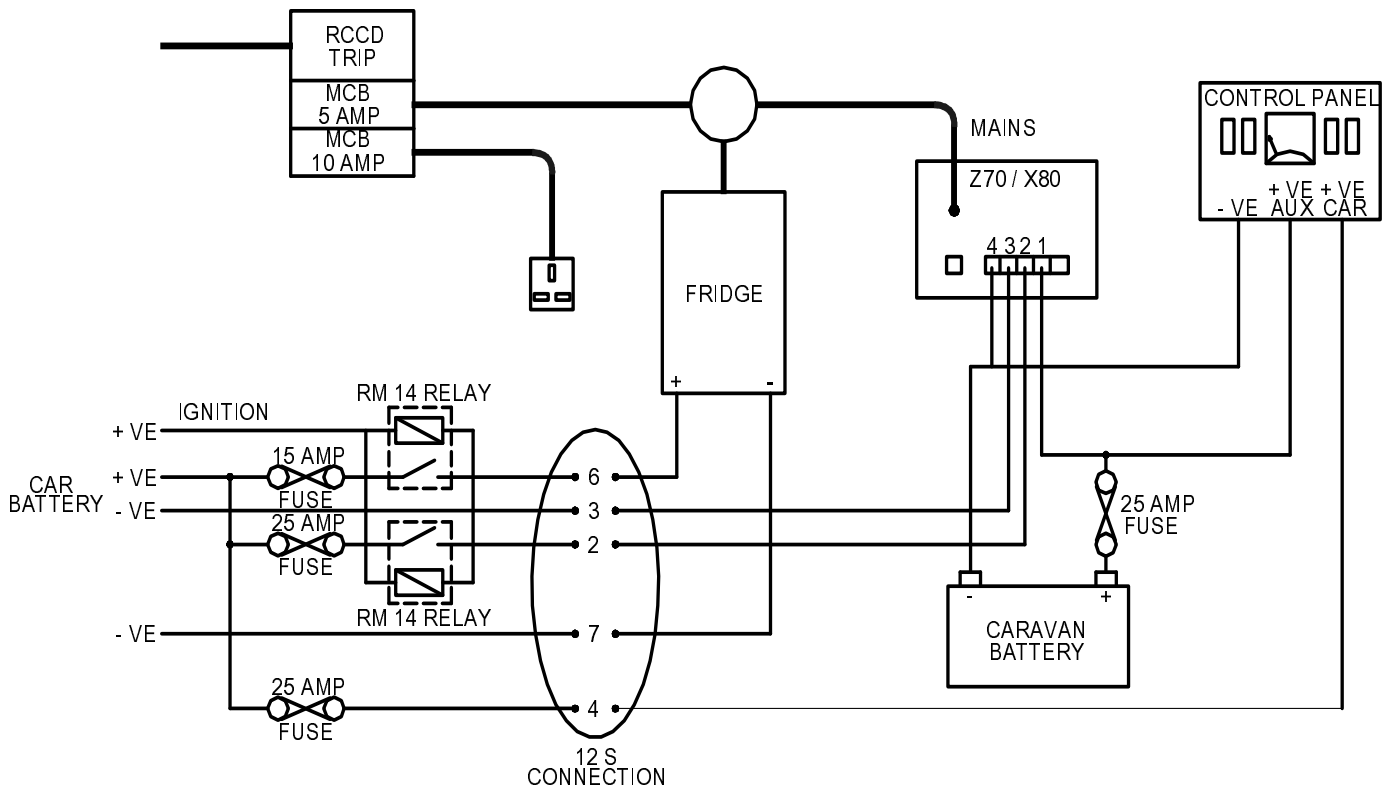 RCCD
TRIP
MCB
5 AMP
MCB
10 AMP
MAINS
CONTROL PANEL
+ VE + VE
- VE AUX CAR
Z70 / X80
4 3 2 1
FRIDGE
+ -
RM 14 RELAY
IGNITION
+ VE
15 AMP
+ VE
FUSE
CAR
BATTERY
- VE
25 AMP
FUSE
RM 14 RELAY
- VE
25 AMP
FUSE
6
3
2
7
4
12 S
CONNECTION
25 AMP
FUSE
- +
CARAVAN
BATTERY